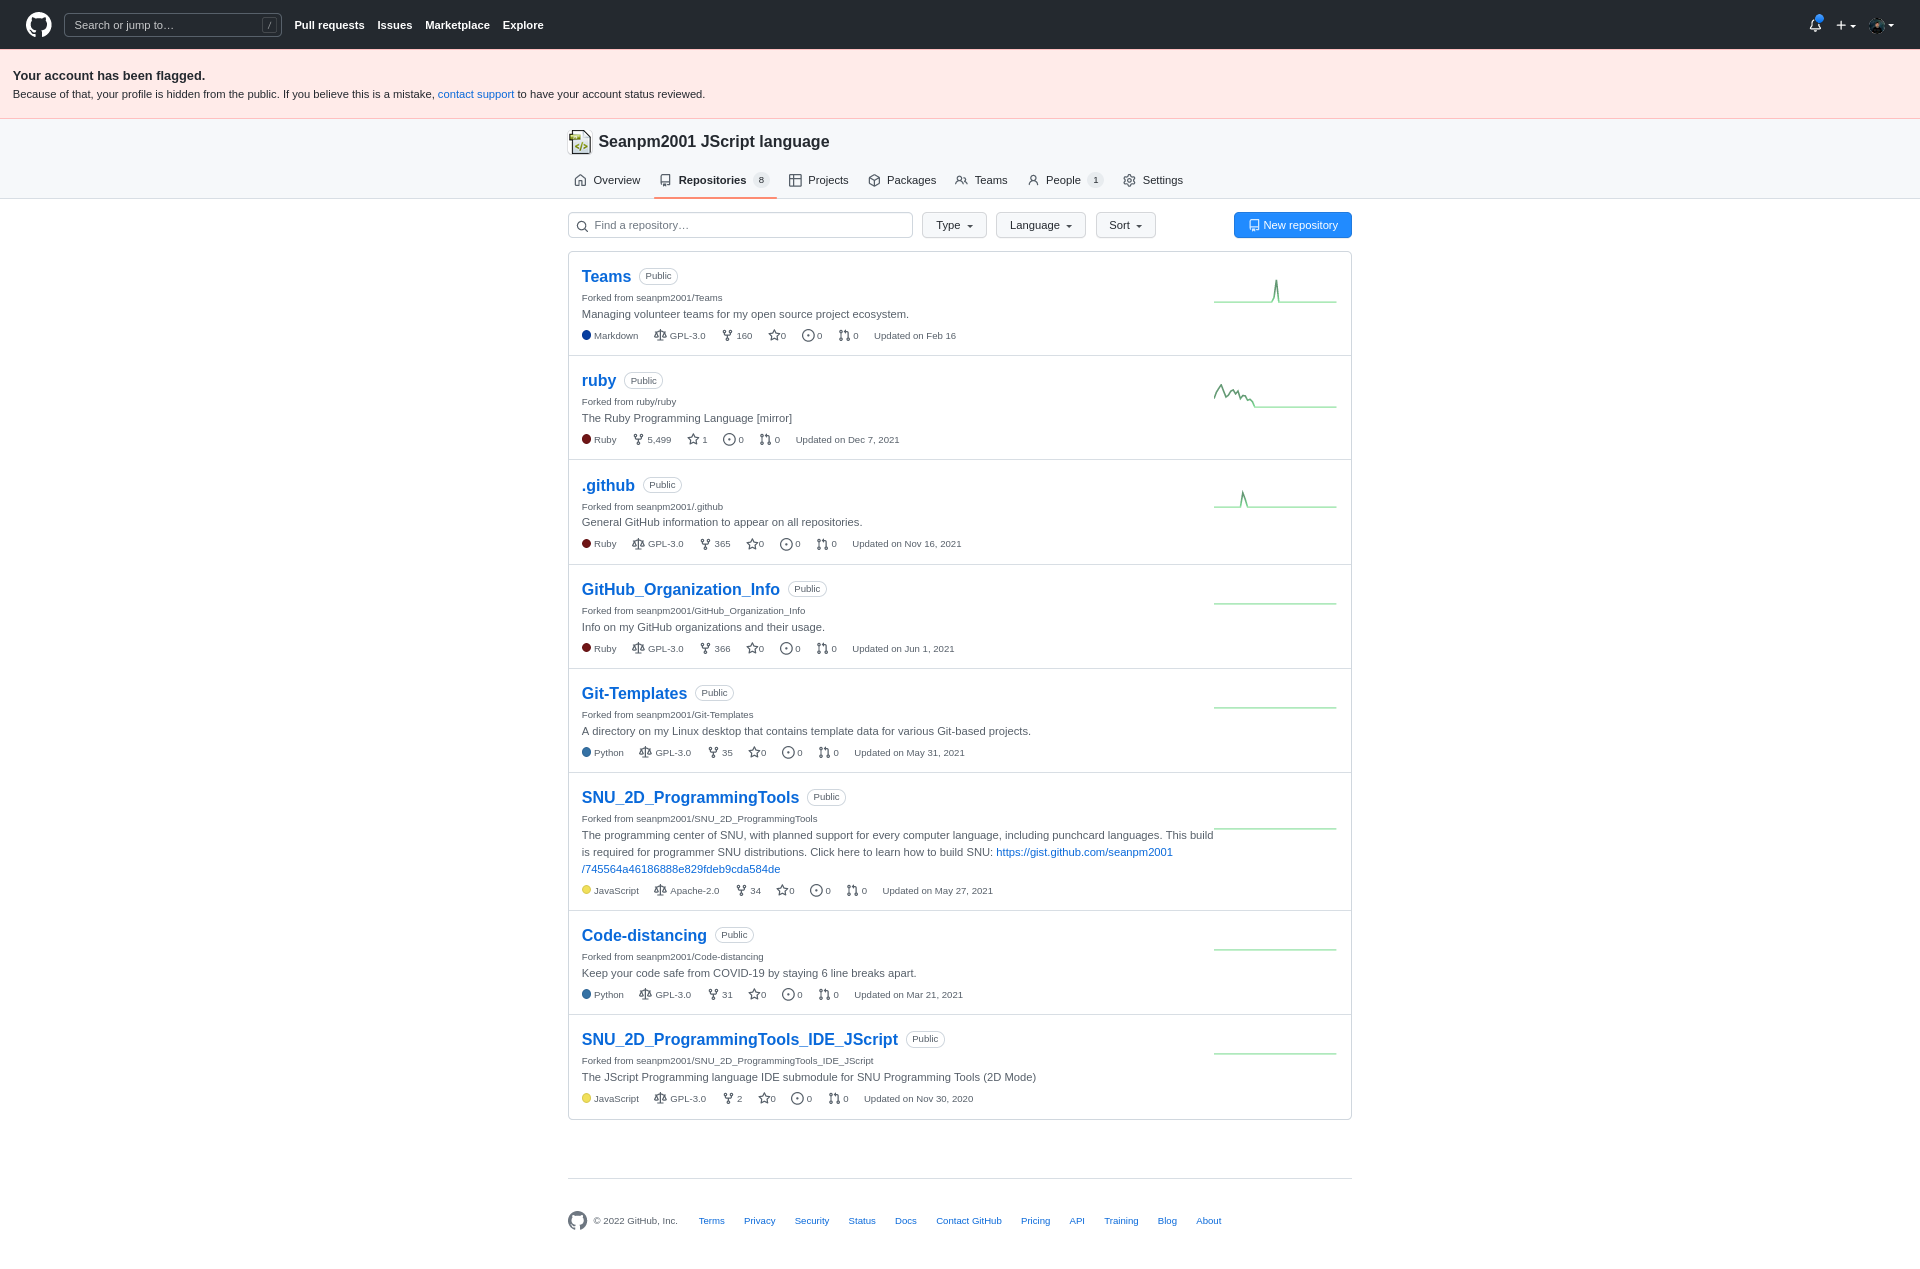 Search or jump to… /
Pull requests Issues Marketplace Explore
Your account has been flagged.
Because of that, your profile is hidden from the public. If you believe this is a mistake, contact support to have your account status reviewed.
Seanpm2001 JScript language
Overview Repositories 8 Projects Packages Teams People 1 Settings
Find a repository… Type Language Sort New repository
Teams Public
Forked from seanpm2001/Teams
Managing volunteer teams for my open source project ecosystem.
Markdown GPL-3.0 160 0 0 0 Updated on Feb 16
ruby Public
Forked from ruby/ruby
The Ruby Programming Language [mirror]
Ruby 5,499 1 0 0 Updated on Dec 7, 2021
.github Public
Forked from seanpm2001/.github
General GitHub information to appear on all repositories.
Ruby GPL-3.0 365 0 0 0 Updated on Nov 16, 2021
GitHub_Organization_Info Public
Forked from seanpm2001/GitHub_Organization_Info
Info on my GitHub organizations and their usage.
Ruby GPL-3.0 366 0 0 0 Updated on Jun 1, 2021
Git-Templates Public
Forked from seanpm2001/Git-Templates
A directory on my Linux desktop that contains template data for various Git-based projects.
Python GPL-3.0 35 0 0 0 Updated on May 31, 2021
SNU_2D_ProgrammingTools Public
Forked from seanpm2001/SNU_2D_ProgrammingTools
The programming center of SNU, with planned support for every computer language, including punchcard languages. This build
is required for programmer SNU distributions. Click here to learn how to build SNU: https://gist.github.com/seanpm2001
/745564a46186888e829fdeb9cda584de
JavaScript Apache-2.0 34 0 0 0 Updated on May 27, 2021
Code-distancing Public
Forked from seanpm2001/Code-distancing
Keep your code safe from COVID-19 by staying 6 line breaks apart.
Python GPL-3.0 31 0 0 0 Updated on Mar 21, 2021
SNU_2D_ProgrammingTools_IDE_JScript Public
Forked from seanpm2001/SNU_2D_ProgrammingTools_IDE_JScript
The JScript Programming language IDE submodule for SNU Programming Tools (2D Mode)
JavaScript GPL-3.0 2 0 0 0 Updated on Nov 30, 2020
© 2022 GitHub, Inc. Terms Privacy Security Status Docs Contact GitHub Pricing API Training Blog About